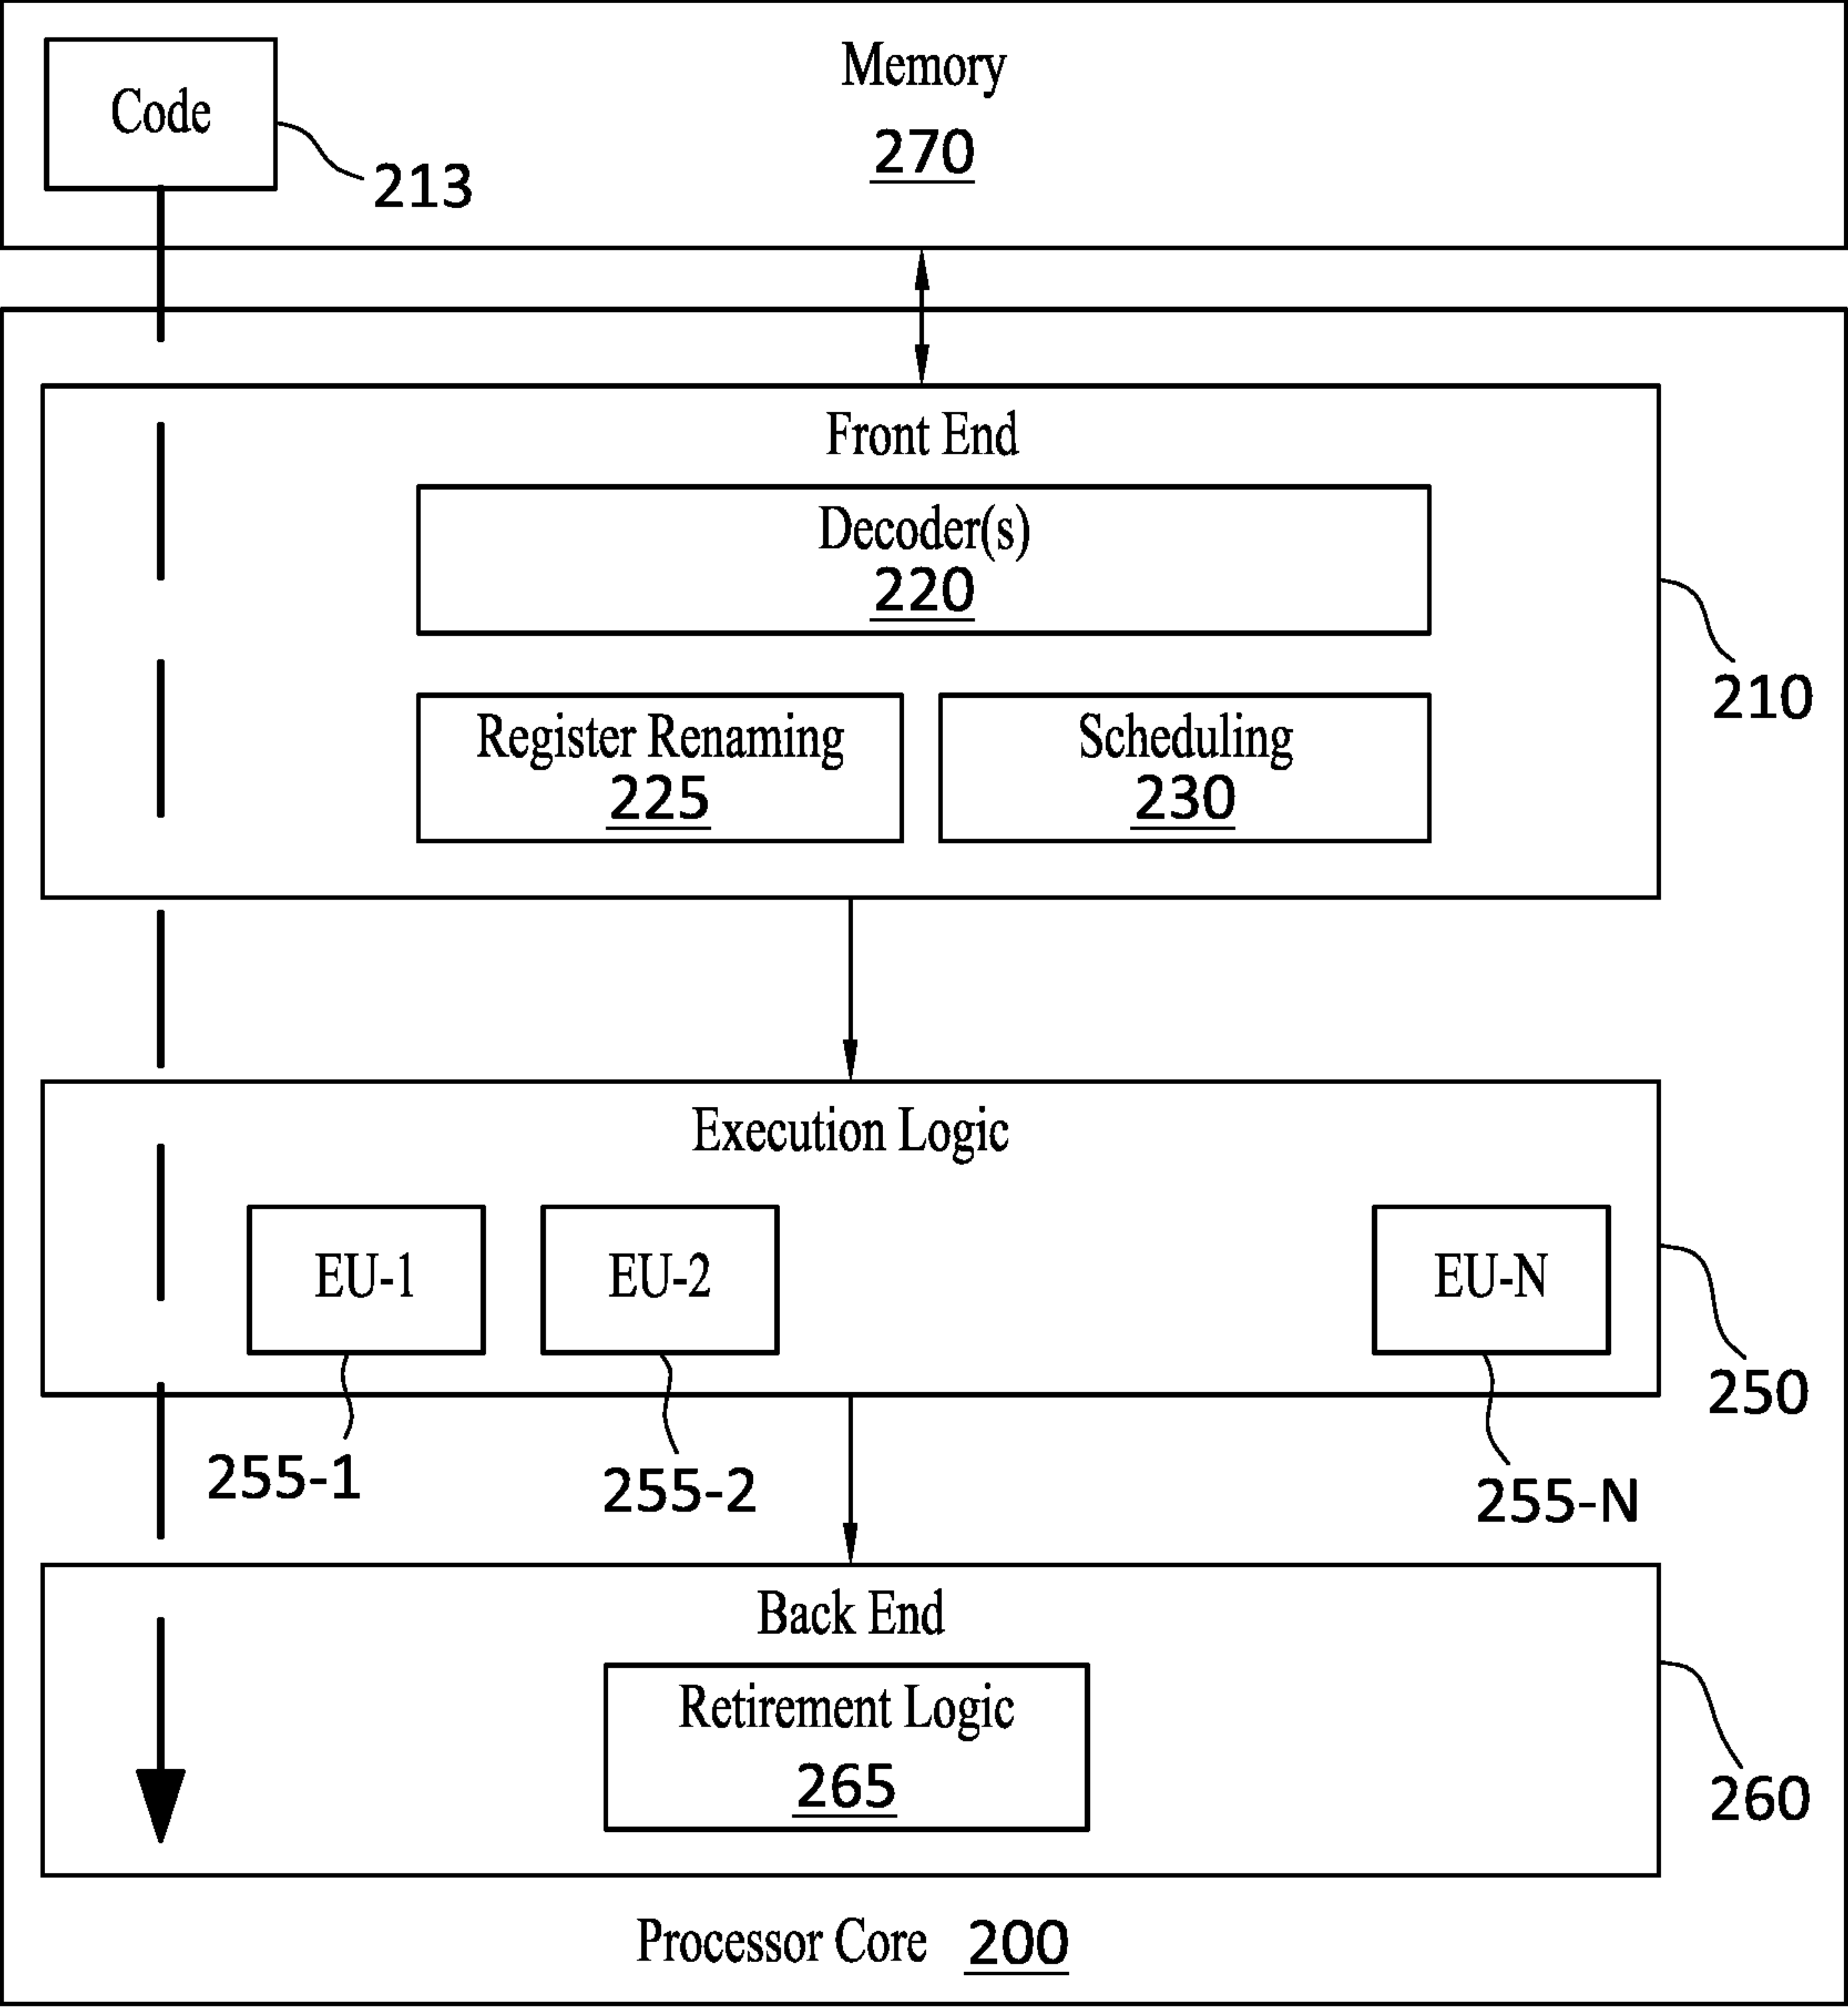 Code
213
Memory
270
Front End
Decoder(s)
220
210
Register Renaming
225
Scheduling
230
Execution Logic
EU-1
EU-2
EU-N
250
255-1
255-2
255-N
Back End
Retirement Logic
265
260
Processor Core 200